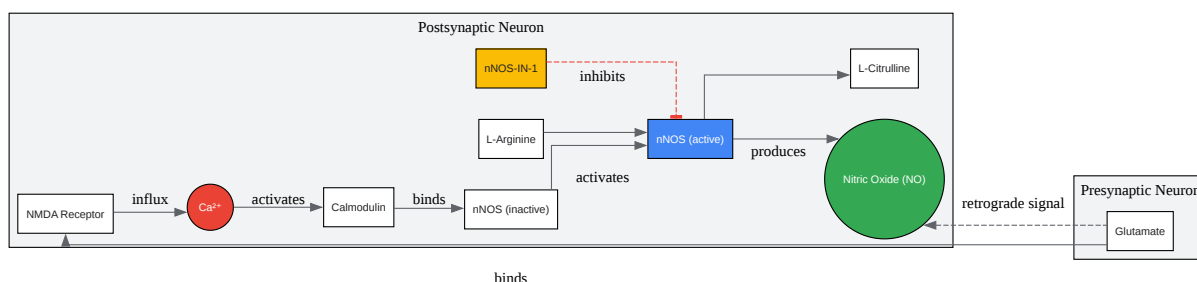 Postsynaptic Neuron
nNOS-IN-1
inhibits
L-Citrulline
L-Arginine
nNOS (active)
produces
Nitric Oxide (NO)
activates
NMDA Receptor
influx
Ca²⁺
activates
Calmodulin
binds
nNOS (inactive)
Presynaptic Neuron
retrograde signal
Glutamate
binds